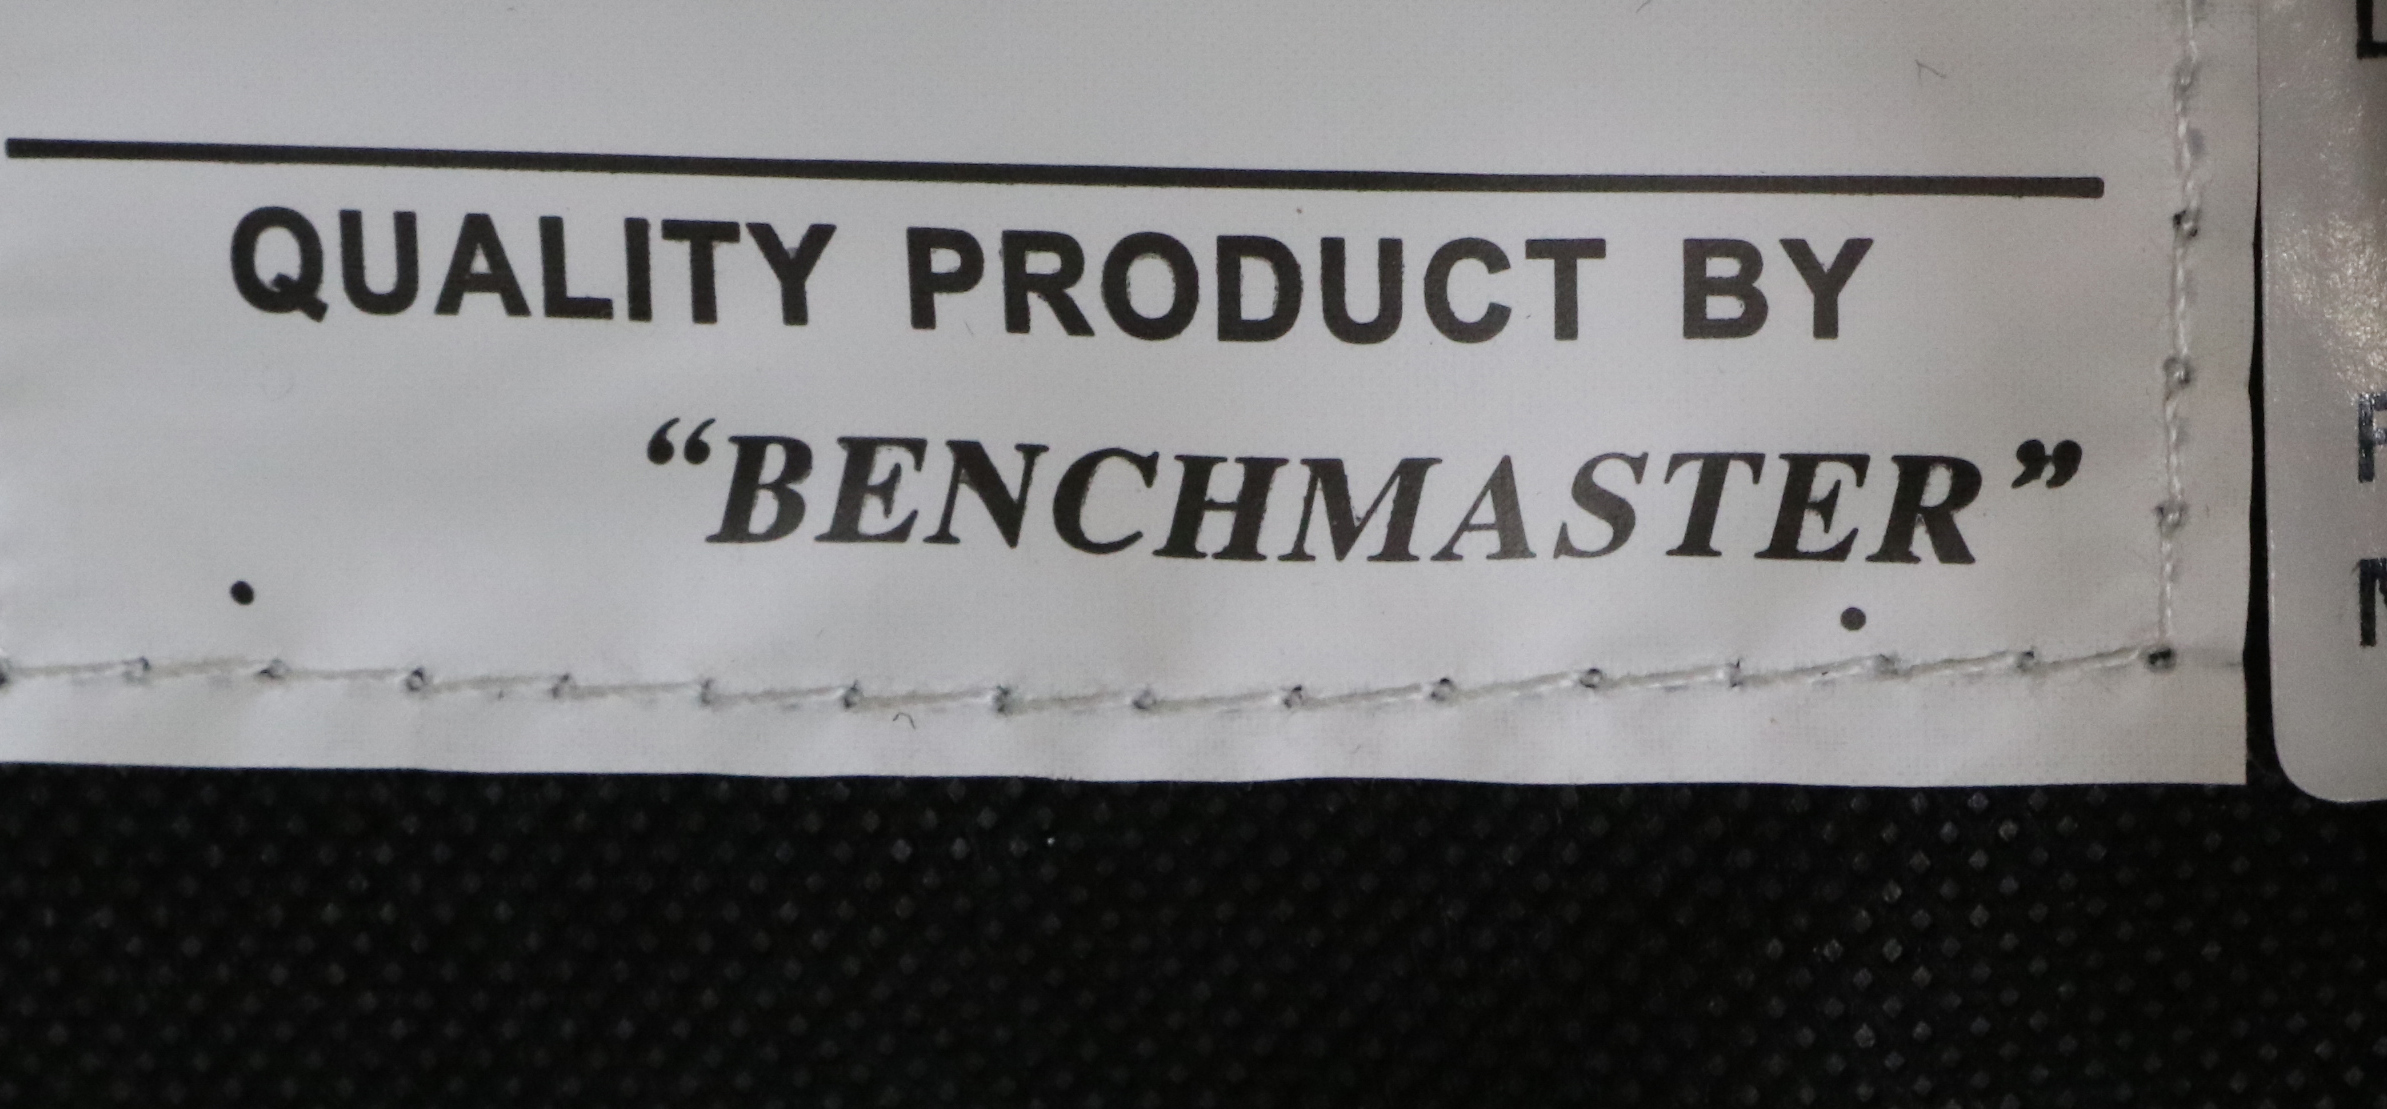 QUALITY PRODUCT BY
“BENCHMASTER”